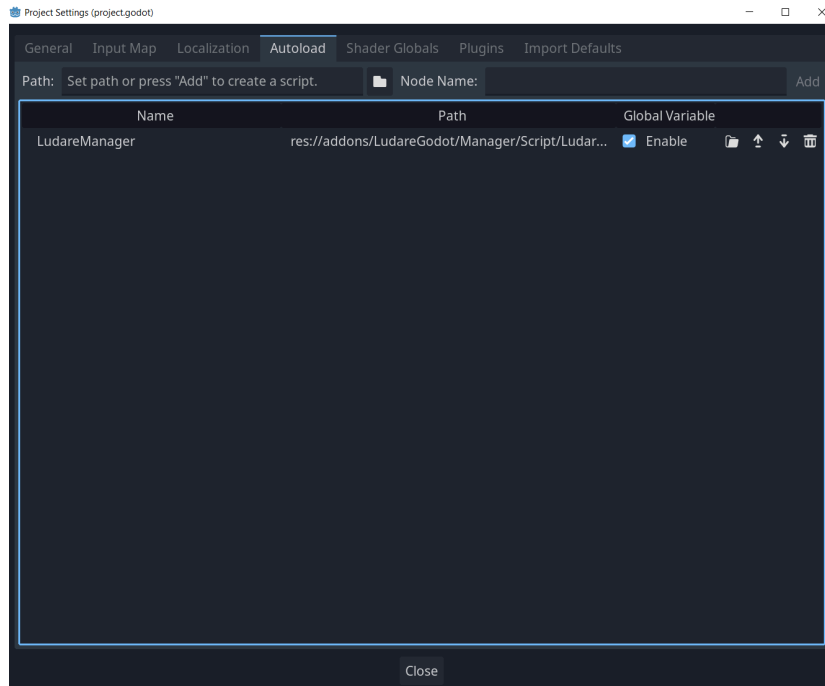 Project Settings (project.godot)
General Input Map Localization Autoload Shader Globals Plugins Import Defaults
Path: Set path or press "Add" to create a script. Node Name: Add
Name Path Global Variable
LudareManager res://addons/LudareGodot/Manager/Script/Ludar... Enable
Close